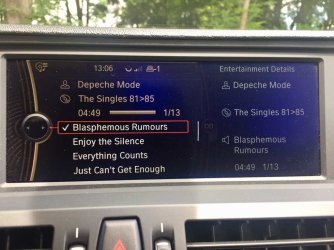 13:06
-1
Entertainment Details
Depeche Mode
The Singles 81>85
04:49
1/13
✓ Blasphemous Rumours
Enjoy the Silence
Everything Counts
Just Can't Get Enough
Depeche Mode
The Singles 81>85
Blasphemous
Rumours
04:49 1/13